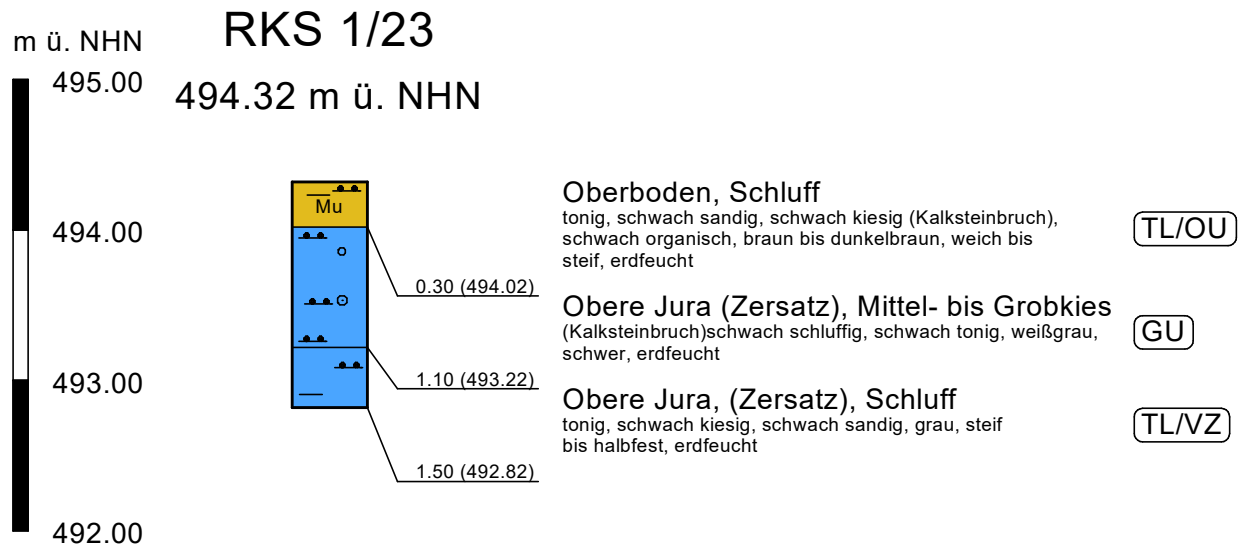 m ü. NHN
RKS 1/23
495.00
494.32 m ü. NHN
Mu
Oberboden, Schluff
tonig, schwach sandig, schwach kiesig (Kalksteinbruch),
schwach organisch, braun bis dunkelbraun, weich bis
steif, erdfeucht
TL/OU
494.00
0.30 (494.02)
Obere Jura (Zersatz), Mittel- bis Grobkies
(Kalksteinbruch)schwach schluffig, schwach tonig, weißgrau,
schwer, erdfeucht
GU
493.00
1.10 (493.22)
Obere Jura, (Zersatz), Schluff
tonig, schwach kiesig, schwach sandig, grau, steif
bis halbfest, erdfeucht
TL/VZ
1.50 (492.82)
492.00